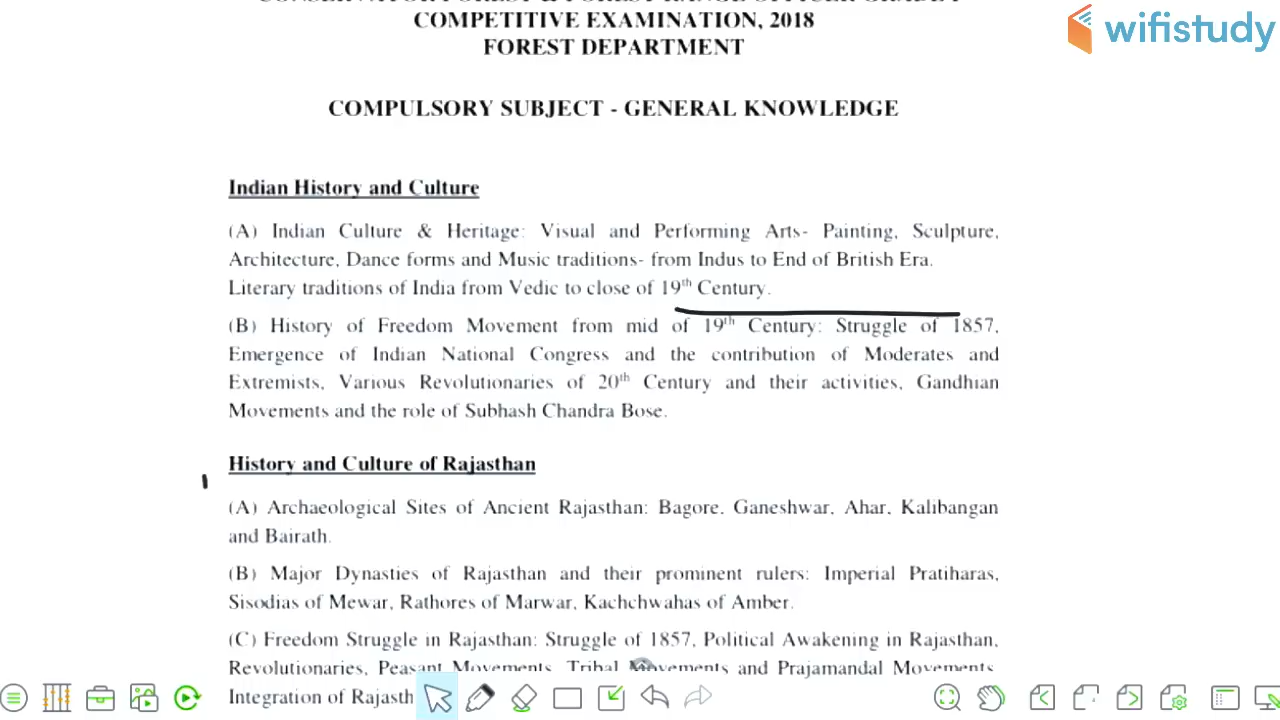 COMPETITIVE EXAMINATION, 2018
wifistudy
FOREST DEPARTMENT
COMPULSORY SUBJECT - GENERAL KNOWLEDGE
Indian History and Culture
(A) Indian Culture & Heritage: Visual and Performing Arts- Painting, Sculpture,
Architecture, Dance forms and Music traditions- from Indus to End of British Era.
Literary traditions of India from Vedic to close of 19th Century.
(B) History of Freedom Movement from mid of 19th Century: Struggle of 1857,
Emergence of Indian National Congress and the contribution of Moderates and
Extremists, Various Revolutionaries of 20th Century and their activities, Gandhian
Movements and the role of Subhash Chandra Bose.
History and Culture of Rajasthan
(A) Archaeological Sites of Ancient Rajasthan: Bagore, Ganeshwar, Ahar, Kalibangan
and Bairath.
(B) Major Dynasties of Rajasthan and their prominent rulers: Imperial Pratiharas,
Sisodias of Mewar, Rathores of Marwar, Kachchwahas of Amber.
(C) Freedom Struggle in Rajasthan: Struggle of 1857, Political Awakening in Rajasthan,
Revolutionaries, Peasant Movements, Tribal Movements and Prajamandal Movements
Integration of Rajasth